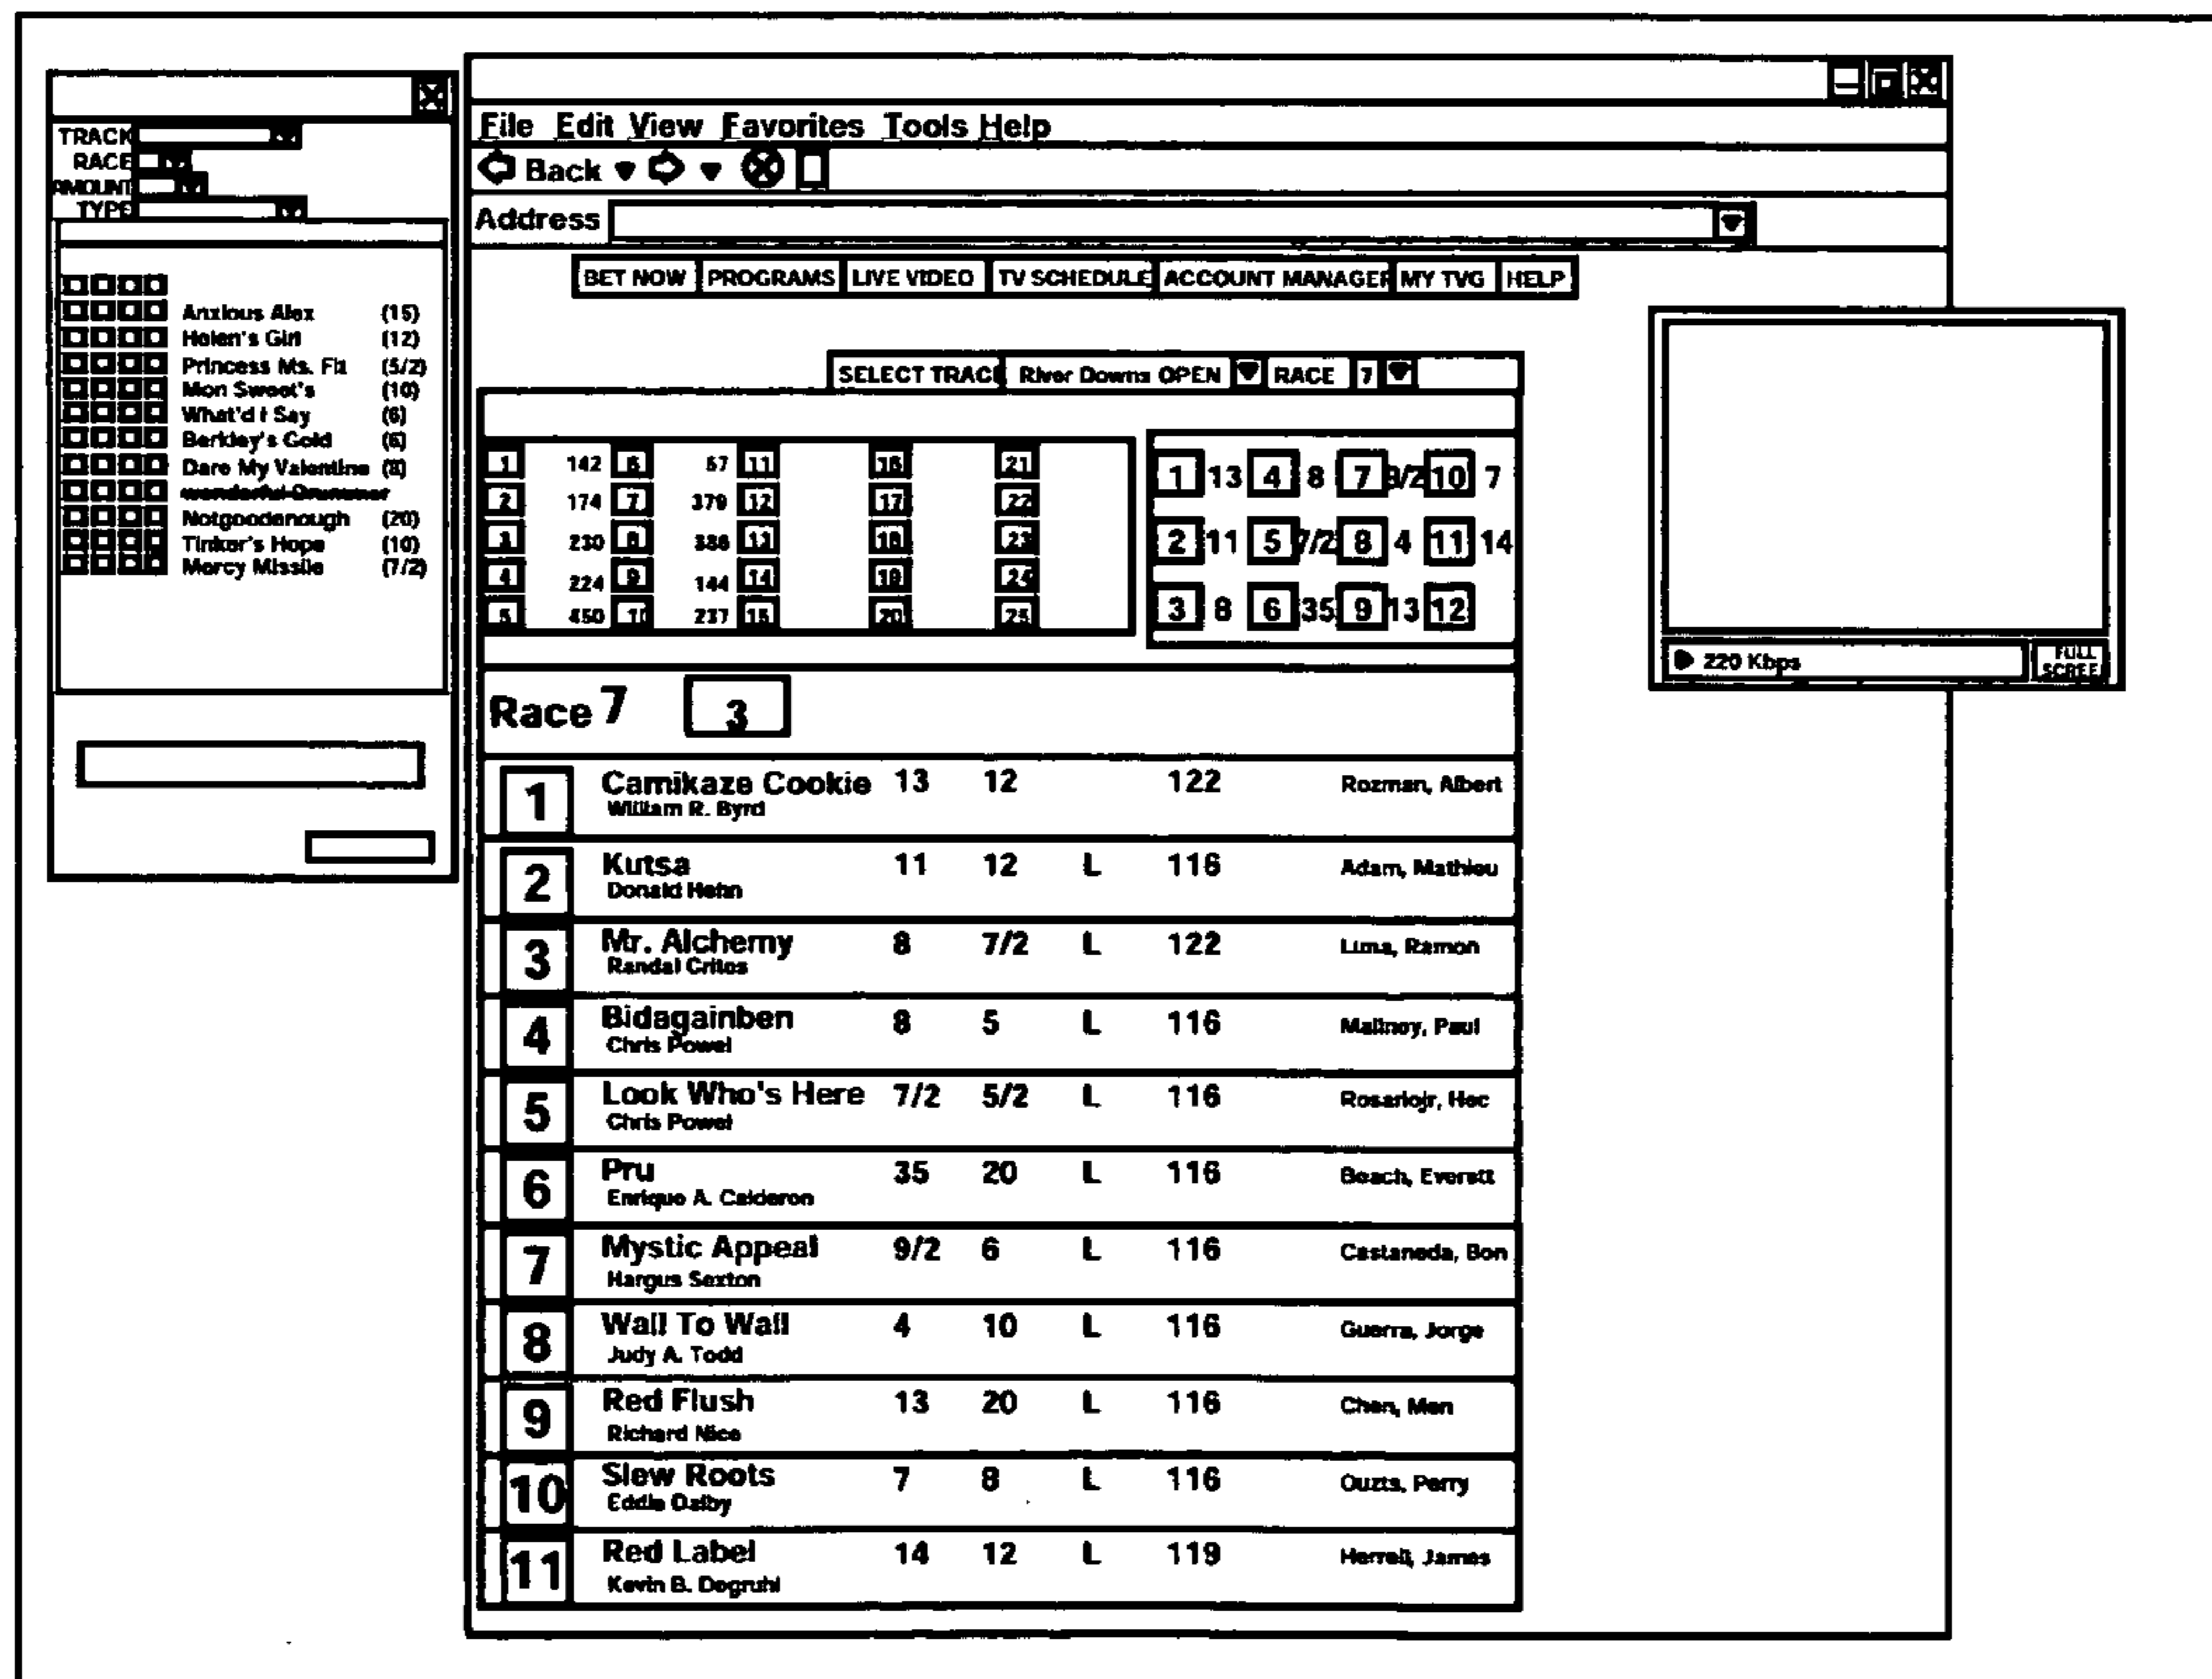 TRACK
RACE
AMOUNT
TYPE
Anxious Alex (15)
Helen's Girl (12)
Princess Ms. Fit (5/2)
Mon Sweet's (10)
What'd I Say (6)
Berkley's Gold (6)
Dare My Valentine (8)
wonderful Drummer
Notgoodenough (20)
Tinker's Hope (10)
Mercy Missile (7/2)
File Edit View Favorites Tools Help
Back
Address
BET NOW PROGRAMS LIVE VIDEO TV SCHEDULE ACCOUNT MANAGER MY TVG HELP
SELECT TRACK River Downs OPEN RACE 7
1 142 6 57 11 16 21
2 174 7 379 12 17 22
3 230 8 386 13 18 23
4 224 9 144 14 19 24
5 450 10 237 15 20 25
1 13 4 8 7 9/2 10 7
2 11 5 7/2 8 4 11 14
3 8 6 35 9 13 12
220 Kbps FULL
SCREE
Race 7 3
1 Camikaze Cookie 13 12 122 Rozman, Albert
William R. Byrd
2 Kutsa 11 12 L 116 Adam, Mathieu
Donald Hehn
3 Mr. Alchemy 8 7/2 L 122 Lima, Ramon
Randal Critos
4 Bidagainben 8 5 L 116 Malinoy, Paul
Chris Powel
5 Look Who's Here 7/2 5/2 L 116 Rosariojr, Hec
Chris Powel
6 Pru 35 20 L 116 Beach, Everett
Enrique A. Calderon
7 Mystic Appeal 9/2 6 L 116 Castaneda, Bon
Hargus Sexton
8 Wall To Wall 4 10 L 116 Guerra, Jorge
Judy A. Todd
9 Red Flush 13 20 L 116 Chen, Men
Richard Nice
10 Slew Roots 7 8 L 116 Ouzts, Perry
Eddie Dalby
11 Red Label 14 12 L 119 Herrell, James
Kevin B. Degruhl